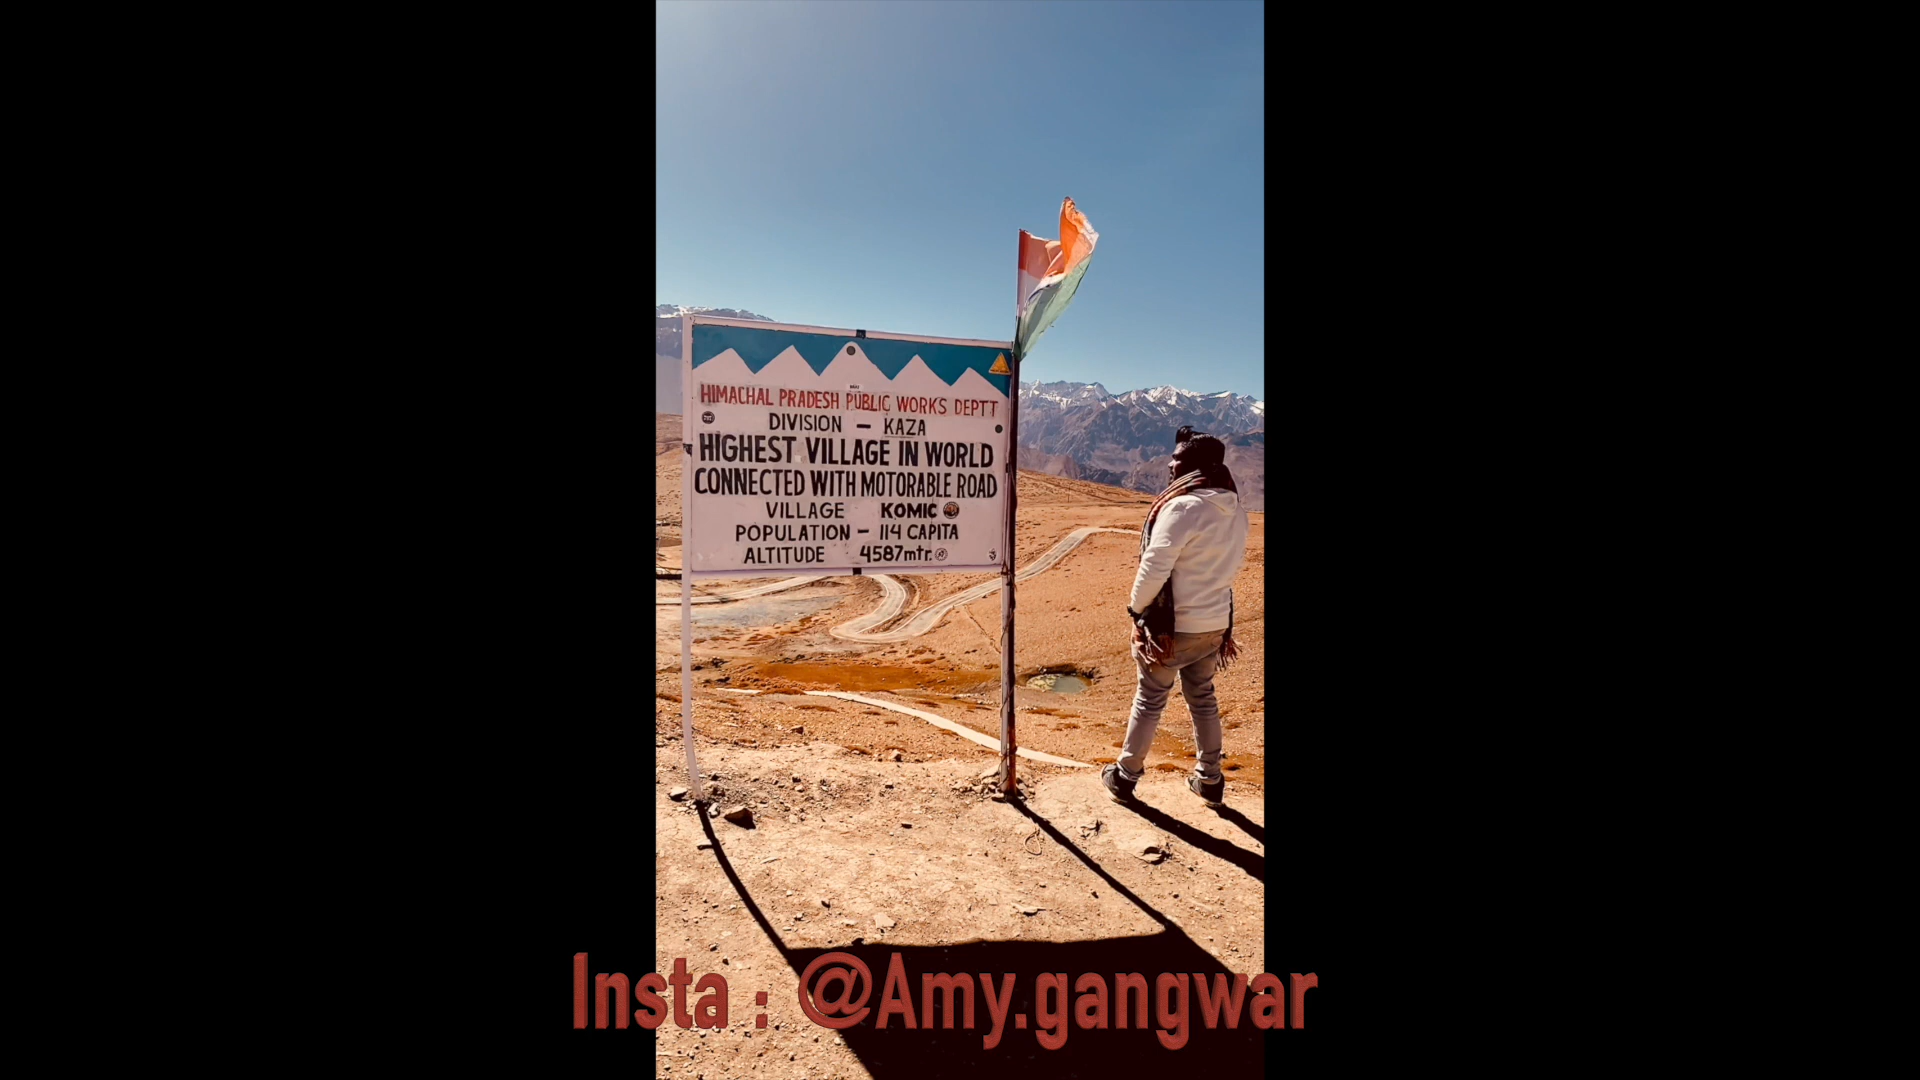 HIMACHAL PRADESH PUBLIC WORKS DEPTT
DIVISION – KAZA
HIGHEST VILLAGE IN WORLD
CONNECTED WITH MOTORABLE ROAD
VILLAGE KOMIC
POPULATION – 114 CAPITA
ALTITUDE 4587mtr.
Insta : @Amy.gangwar